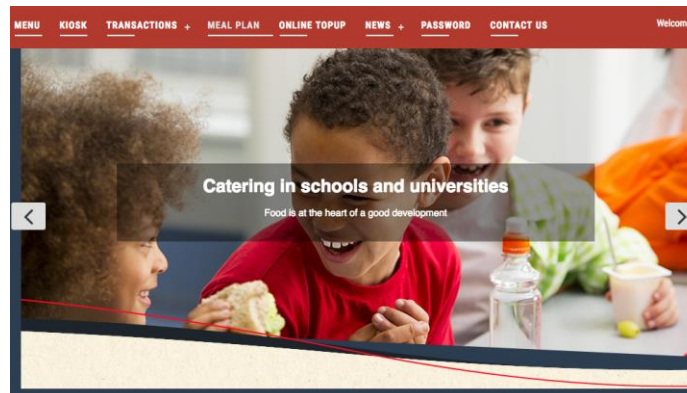 MENU KIOSK TRANSACTIONS + MEAL PLAN ONLINE TOPUP NEWS + PASSWORD CONTACT US Welcom
Catering in schools and universities
Food is at the heart of a good development